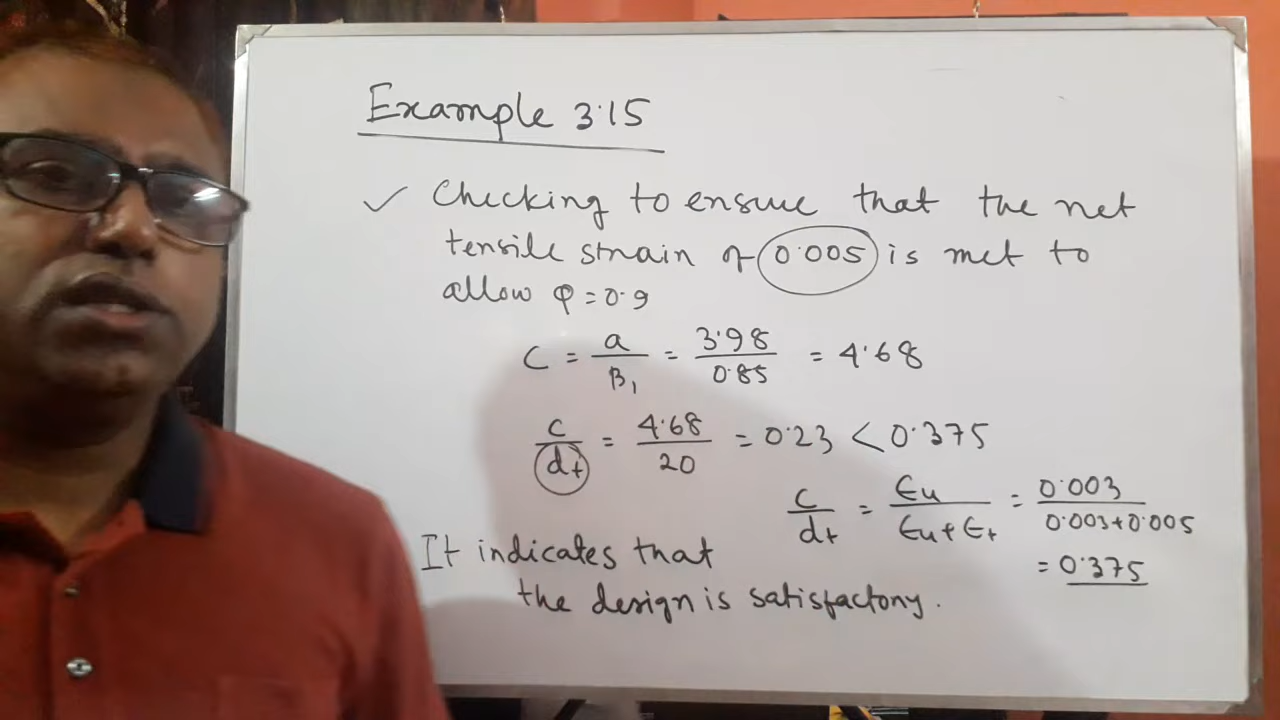 Example 3.15
✓ Checking to ensure that the net
tensile strain of 0.005 is met to
allow φ = 0.9
C = a/β₁ = 3.98/0.85 = 4.68
c/dₜ = 4.68/20 = 0.23 < 0.375
c/dₜ = ϵu/(ϵu + ϵₜ) = 0.003/(0.003+0.005)
= 0.375
It indicates that
the design is satisfactory.